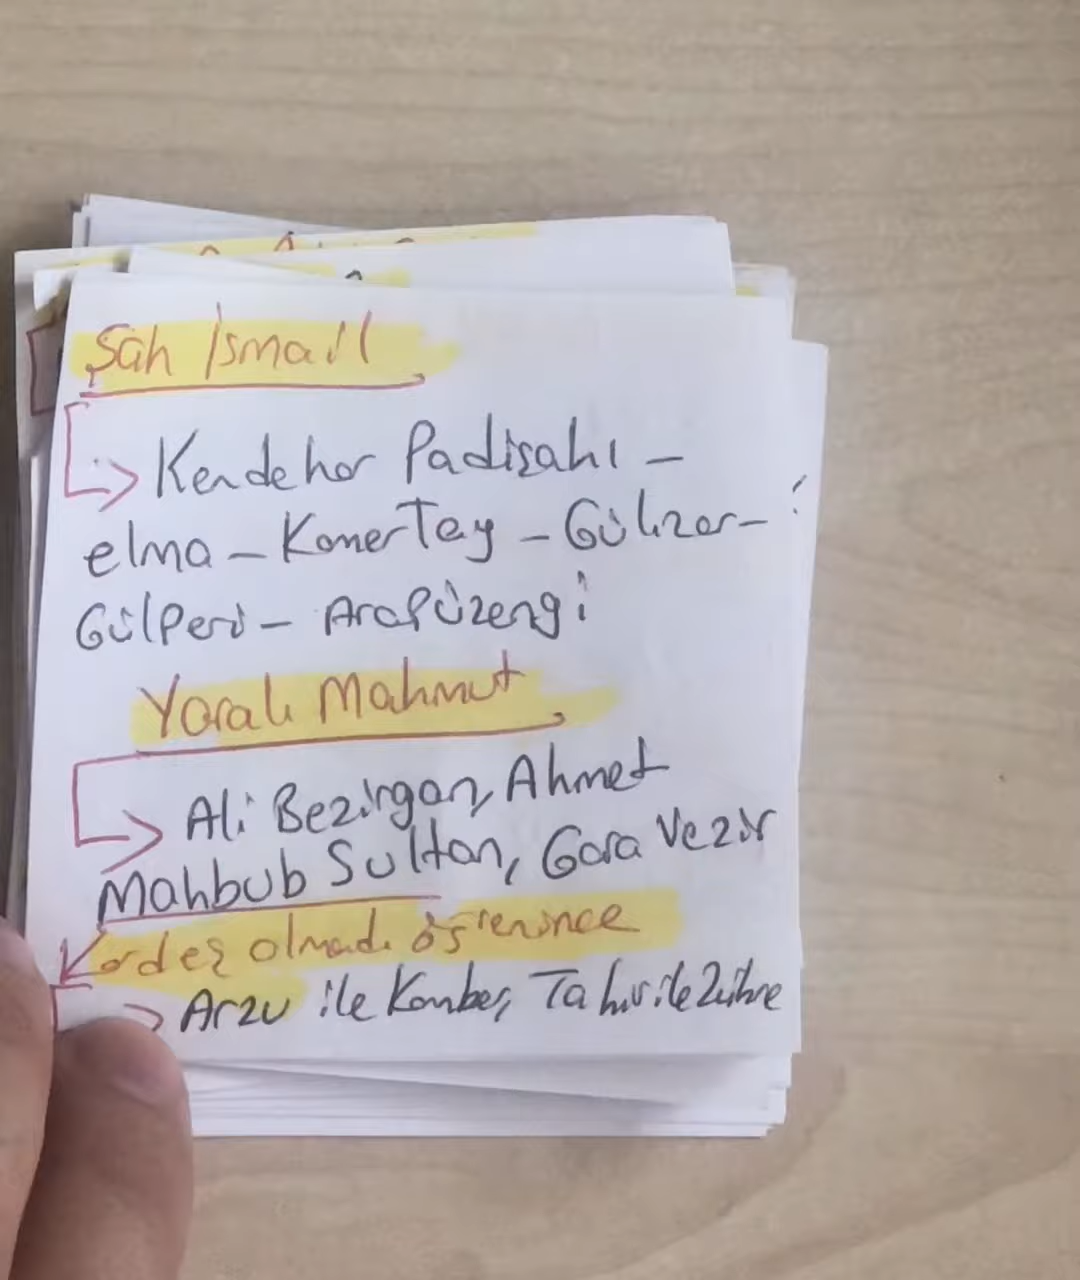 Şah İsmail
Kendehar Padişahı –
elma – KamerTay – Gülizar –
Gülperi – Arapüzengi
Yaralı Mahmut
Ali Bezirgan, Ahmet
Mahbub Sultan, Gara Vezir
Kardeş olmadı öğrenince
Arzu ile Kamber, Tahir ile Zühre